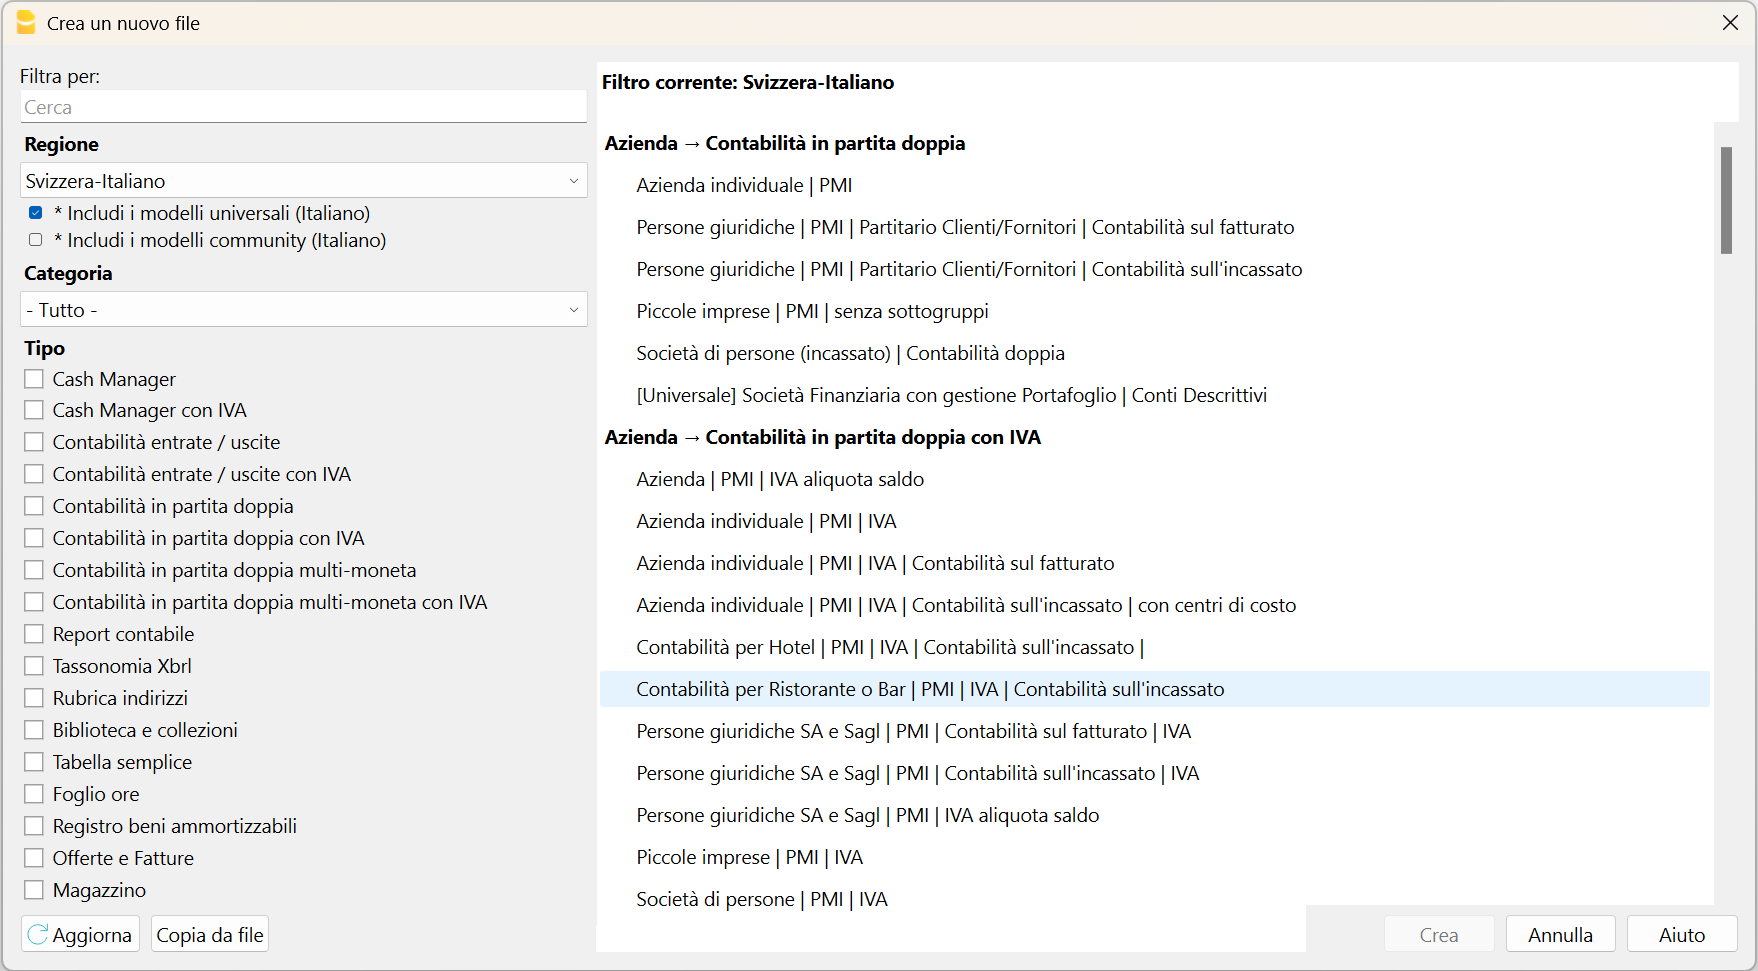 Crea un nuovo file
Filtra per:
Cerca
Regione
Svizzera-Italiano
* Includi i modelli universali (Italiano)
* Includi i modelli community (Italiano)
Categoria
- Tutto -
Tipo
Cash Manager
Cash Manager con IVA
Contabilità entrate / uscite
Contabilità entrate / uscite con IVA
Contabilità in partita doppia
Contabilità in partita doppia con IVA
Contabilità in partita doppia multi-moneta
Contabilità in partita doppia multi-moneta con IVA
Report contabile
Tassonomia Xbrl
Rubrica indirizzi
Biblioteca e collezioni
Tabella semplice
Foglio ore
Registro beni ammortizzabili
Offerte e Fatture
Magazzino
Aggiorna
Copia da file
Filtro corrente: Svizzera-Italiano
Azienda → Contabilità in partita doppia
Azienda individuale | PMI
Persone giuridiche | PMI | Partitario Clienti/Fornitori | Contabilità sul fatturato
Persone giuridiche | PMI | Partitario Clienti/Fornitori | Contabilità sull'incassato
Piccole imprese | PMI | senza sottogruppi
Società di persone (incassato) | Contabilità doppia
[Universale] Società Finanziaria con gestione Portafoglio | Conti Descrittivi
Azienda → Contabilità in partita doppia con IVA
Azienda | PMI | IVA aliquota saldo
Azienda individuale | PMI | IVA
Azienda individuale | PMI | IVA | Contabilità sul fatturato
Azienda individuale | PMI | IVA | Contabilità sull'incassato | con centri di costo
Contabilità per Hotel | PMI | IVA | Contabilità sull'incassato |
Contabilità per Ristorante o Bar | PMI | IVA | Contabilità sull'incassato
Persone giuridiche SA e Sagl | PMI | Contabilità sul fatturato | IVA
Persone giuridiche SA e Sagl | PMI | Contabilità sull'incassato | IVA
Persone giuridiche SA e Sagl | PMI | IVA aliquota saldo
Piccole imprese | PMI | IVA
Società di persone | PMI | IVA
Crea
Annulla
Aiuto